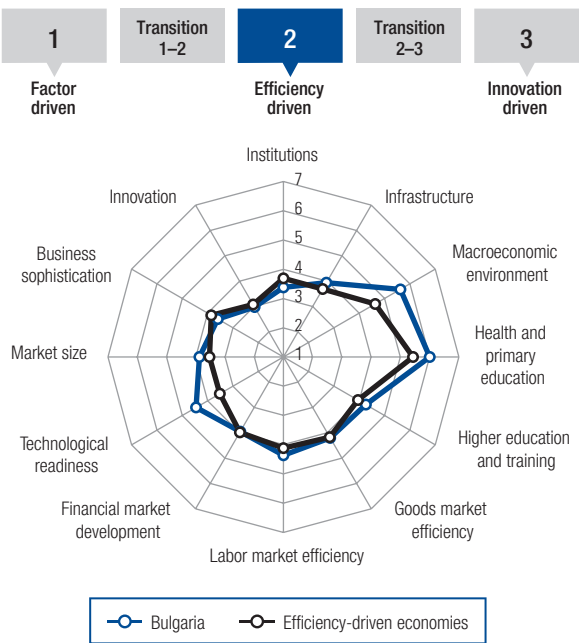 1
Transition
1–2
2
Transition
2–3
3
Factor
driven
Efficiency
driven
Innovation
driven
Institutions
7
Innovation
6
Infrastructure
5
Business
sophistication
4
Macroeconomic
environment
3
2
Market size
1
Health and
primary
education
Technological
readiness
Higher education
and training
Financial market
development
Goods market
efficiency
Labor market efficiency
Bulgaria
Efficiency-driven economies